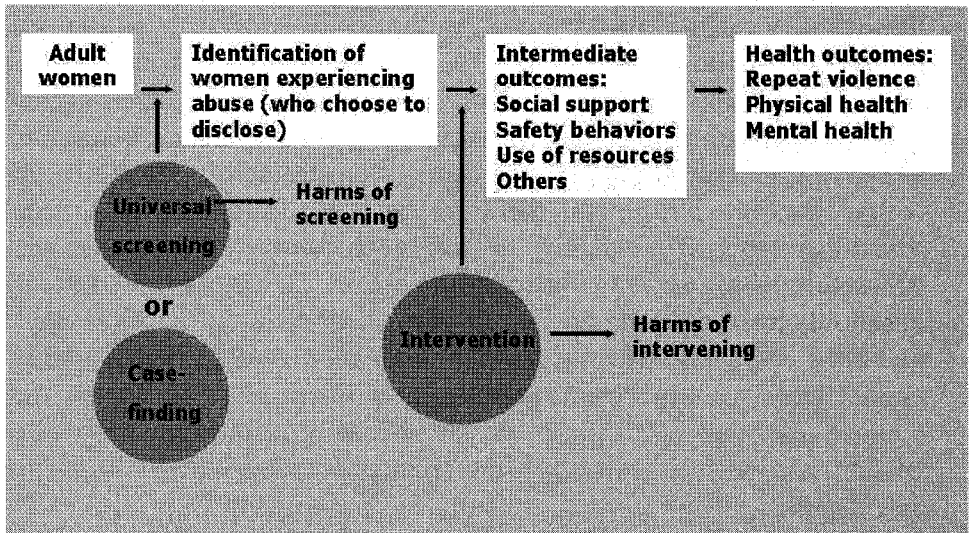 Adult
women
Identification of
women experiencing
abuse (who choose to
disclose)
Intermediate
outcomes:
Social support
Safety behaviors
Use of resources
Others
Health outcomes:
Repeat violence
Physical health
Mental health
Universal
screening
Harms of
screening
or
Case-
finding
Intervention
Harms of
intervening